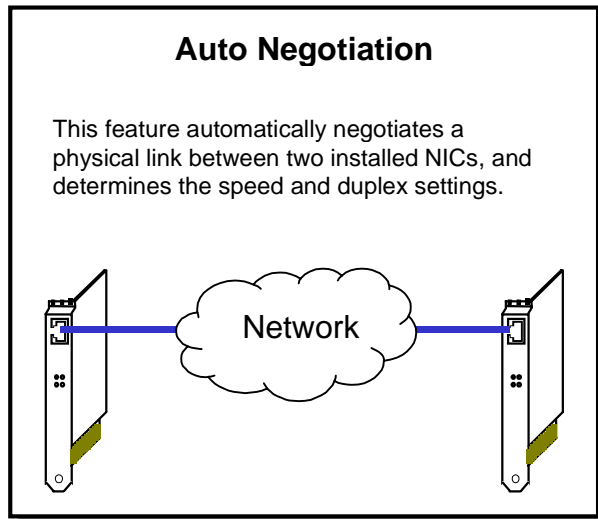 Auto Negotiation
This feature automatically negotiates a
physical link between two installed NICs, and
determines the speed and duplex settings.
Network